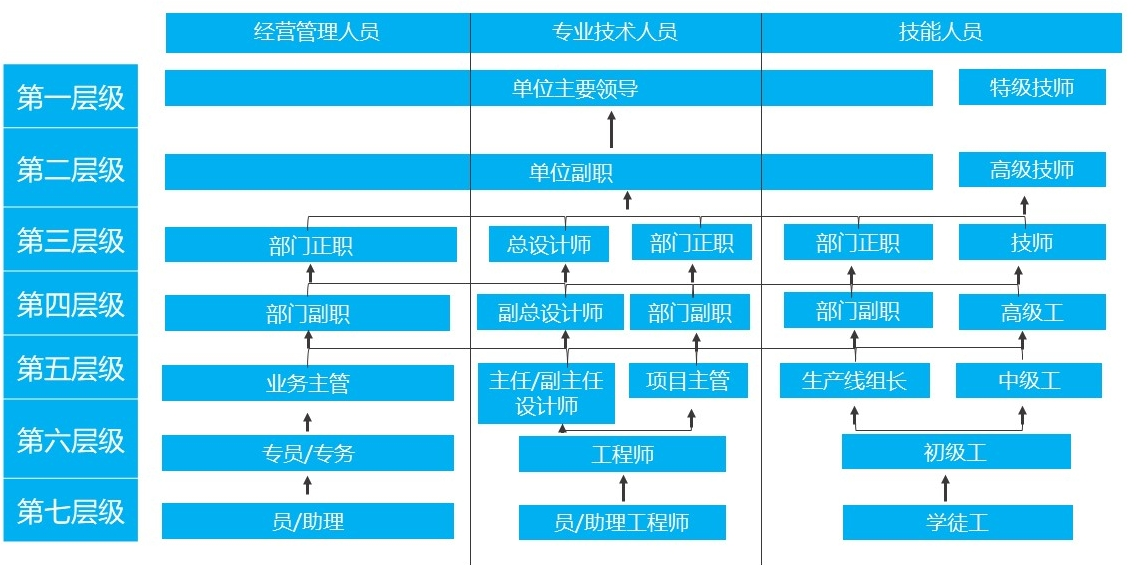 经营管理人员
专业技术人员
技能人员
第一层级
单位主要领导
特级技师
第二层级
单位副职
高级技师
第三层级
部门正职
总设计师
部门正职
部门正职
技师
第四层级
部门副职
副总设计师
部门副职
部门副职
高级工
第五层级
业务主管
主任/副主任
设计师
项目主管
生产线组长
中级工
第六层级
专员/专务
工程师
初级工
第七层级
员/助理
员/助理工程师
学徒工